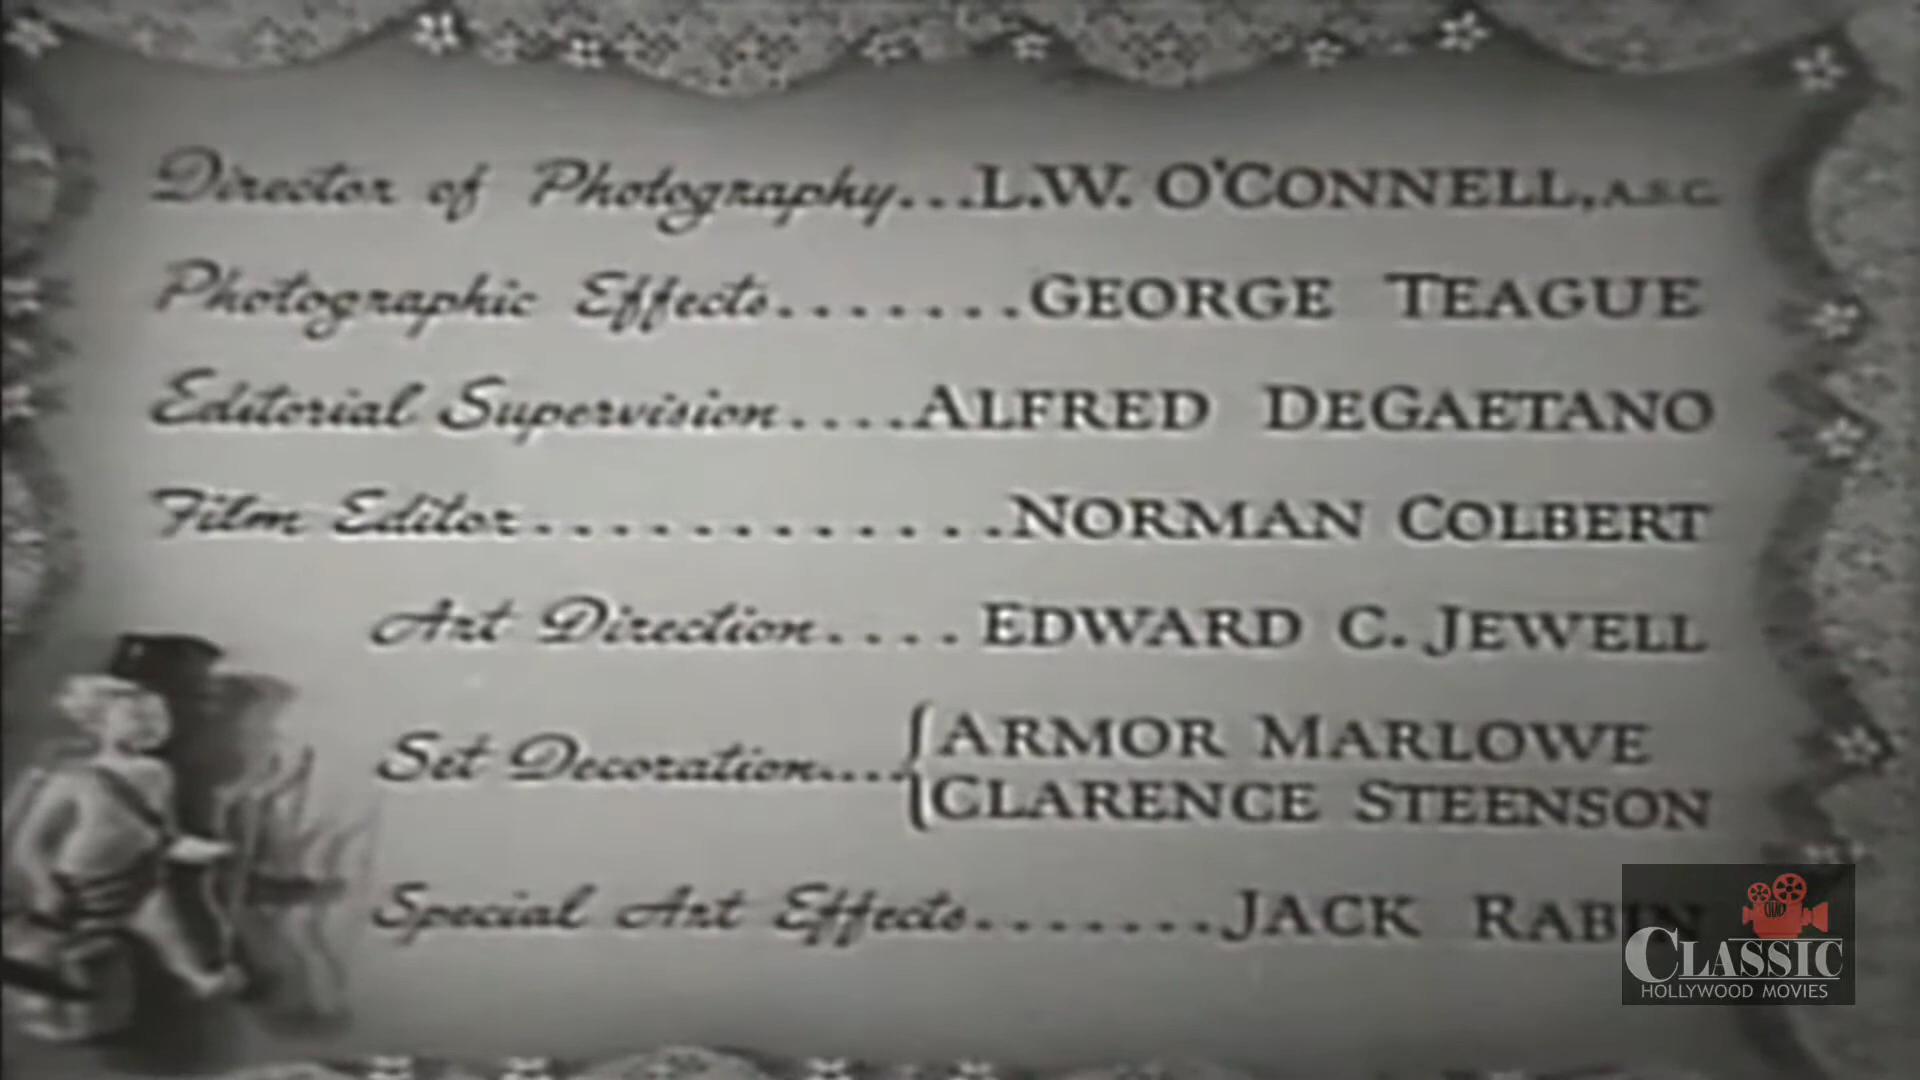 Director of Photography...L.W. O'CONNELL, A.S.C.
Photographic Effects.......GEORGE TEAGUE
Editorial Supervision....ALFRED DEGAETANO
Film Editor.............NORMAN COLBERT
Art Direction....EDWARD C. JEWELL
Set Decoration....{ARMOR MARLOWE
CLARENCE STEENSON
Special Art Effects.......JACK RABIN
CLASSIC
HOLLYWOOD MOVIES